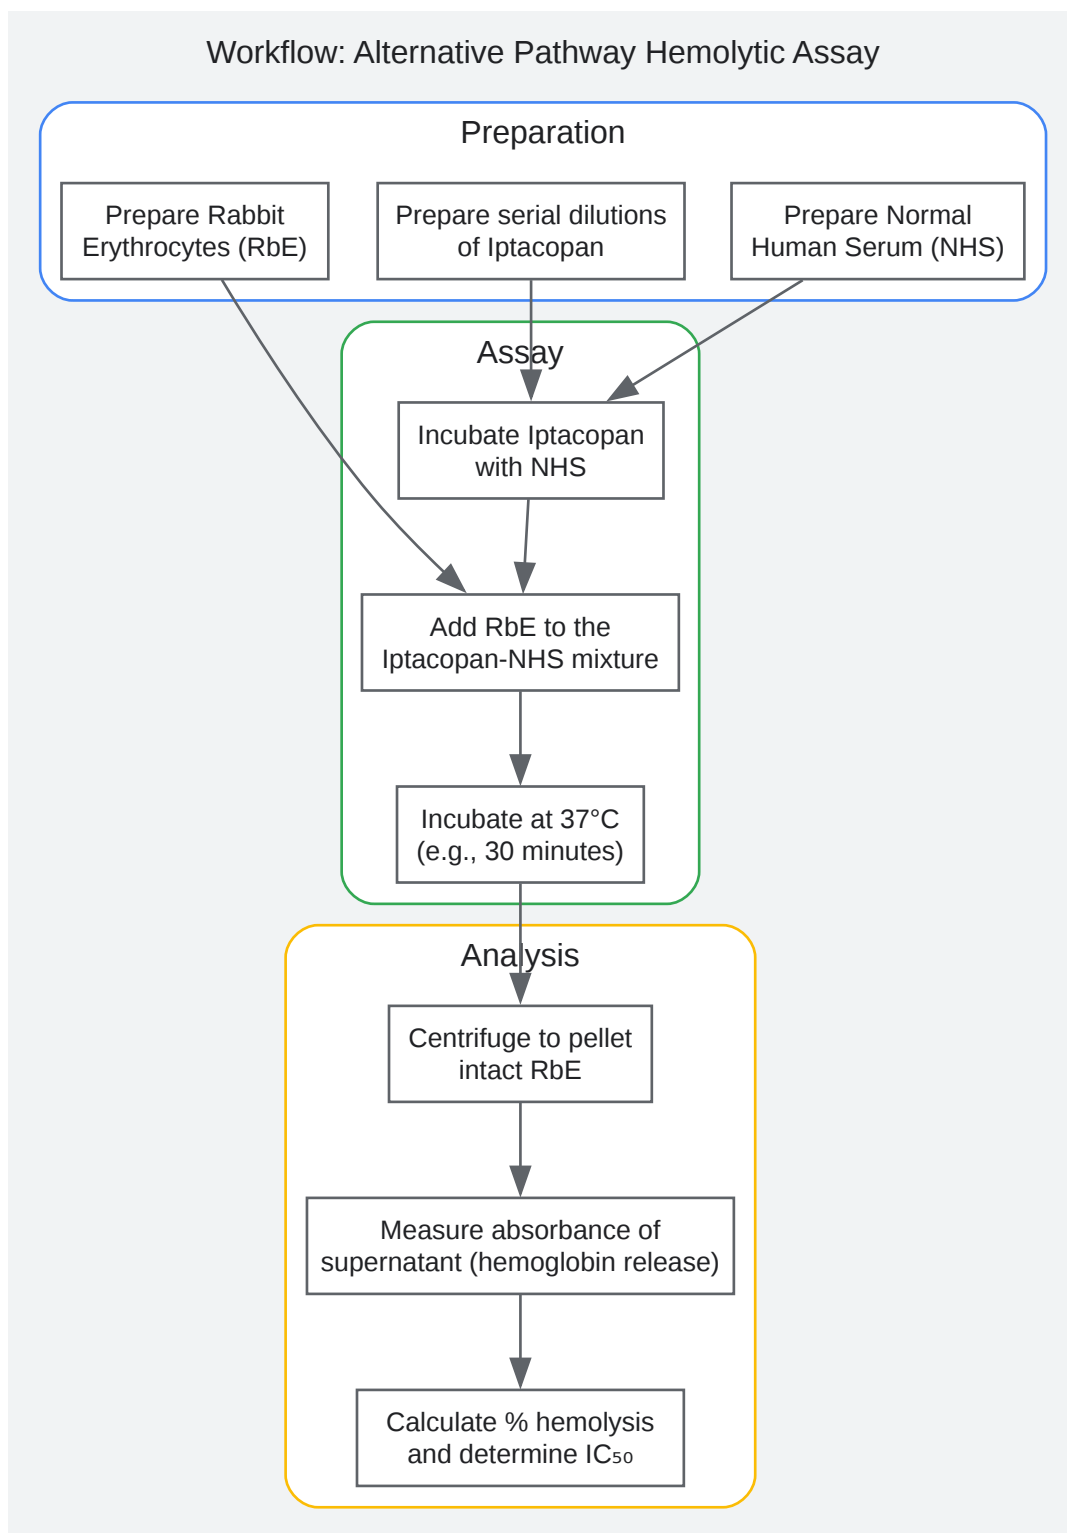 Workflow: Alternative Pathway Hemolytic Assay
Preparation
Prepare Rabbit
Erythrocytes (RbE)
Prepare serial dilutions
of Iptacopan
Prepare Normal
Human Serum (NHS)
Assay
Incubate Iptacopan
with NHS
Add RbE to the
Iptacopan-NHS mixture
Incubate at 37°C
(e.g., 30 minutes)
Analysis
Centrifuge to pellet
intact RbE
Measure absorbance of
supernatant (hemoglobin release)
Calculate % hemolysis
and determine IC₅₀